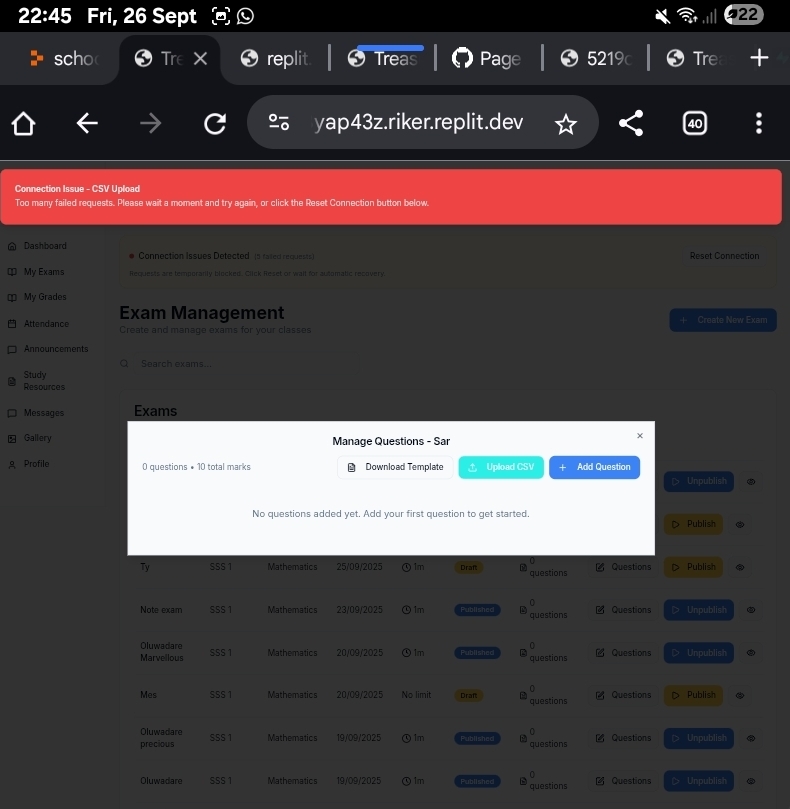 22:45 Fri, 26 Sept 22
scho Tre replit. Treas Page 5219c Trea
yap43z.riker.replit.dev 40
Connection Issue - CSV Upload
Too many failed requests. Please wait a moment and try again, or click the Reset Connection button below.
Dashboard
Connection Issues Detected (5 failed requests) Reset Connection
Requests are temporarily blocked. Click Reset or wait for automatic recovery.
My Exams
My Grades
Exam Management
Create and manage exams for your classes
Create New Exam
Attendance
Announcements
Search exams...
Study
Resources
Messages
Exams
Gallery
Profile
Manage Questions - Sar
0 questions • 10 total marks Download Template Upload CSV Add Question
No questions added yet. Add your first question to get started.
Unpublish
Publish
Ty SSS 1 Mathematics 25/09/2025 1m Draft 0 questions Questions Publish
Note exam SSS 1 Mathematics 23/09/2025 1m Published 0 questions Questions Unpublish
Oluwadare Marvellous SSS 1 Mathematics 20/09/2025 1m Published 0 questions Questions Unpublish
Mes SSS 1 Mathematics 20/09/2025 No limit Draft 0 questions Questions Publish
Oluwadare precious SSS 1 Mathematics 19/09/2025 1m Published 0 questions Questions Unpublish
Oluwadare SSS 1 Mathematics 19/09/2025 1m Published 0 questions Questions Unpublish